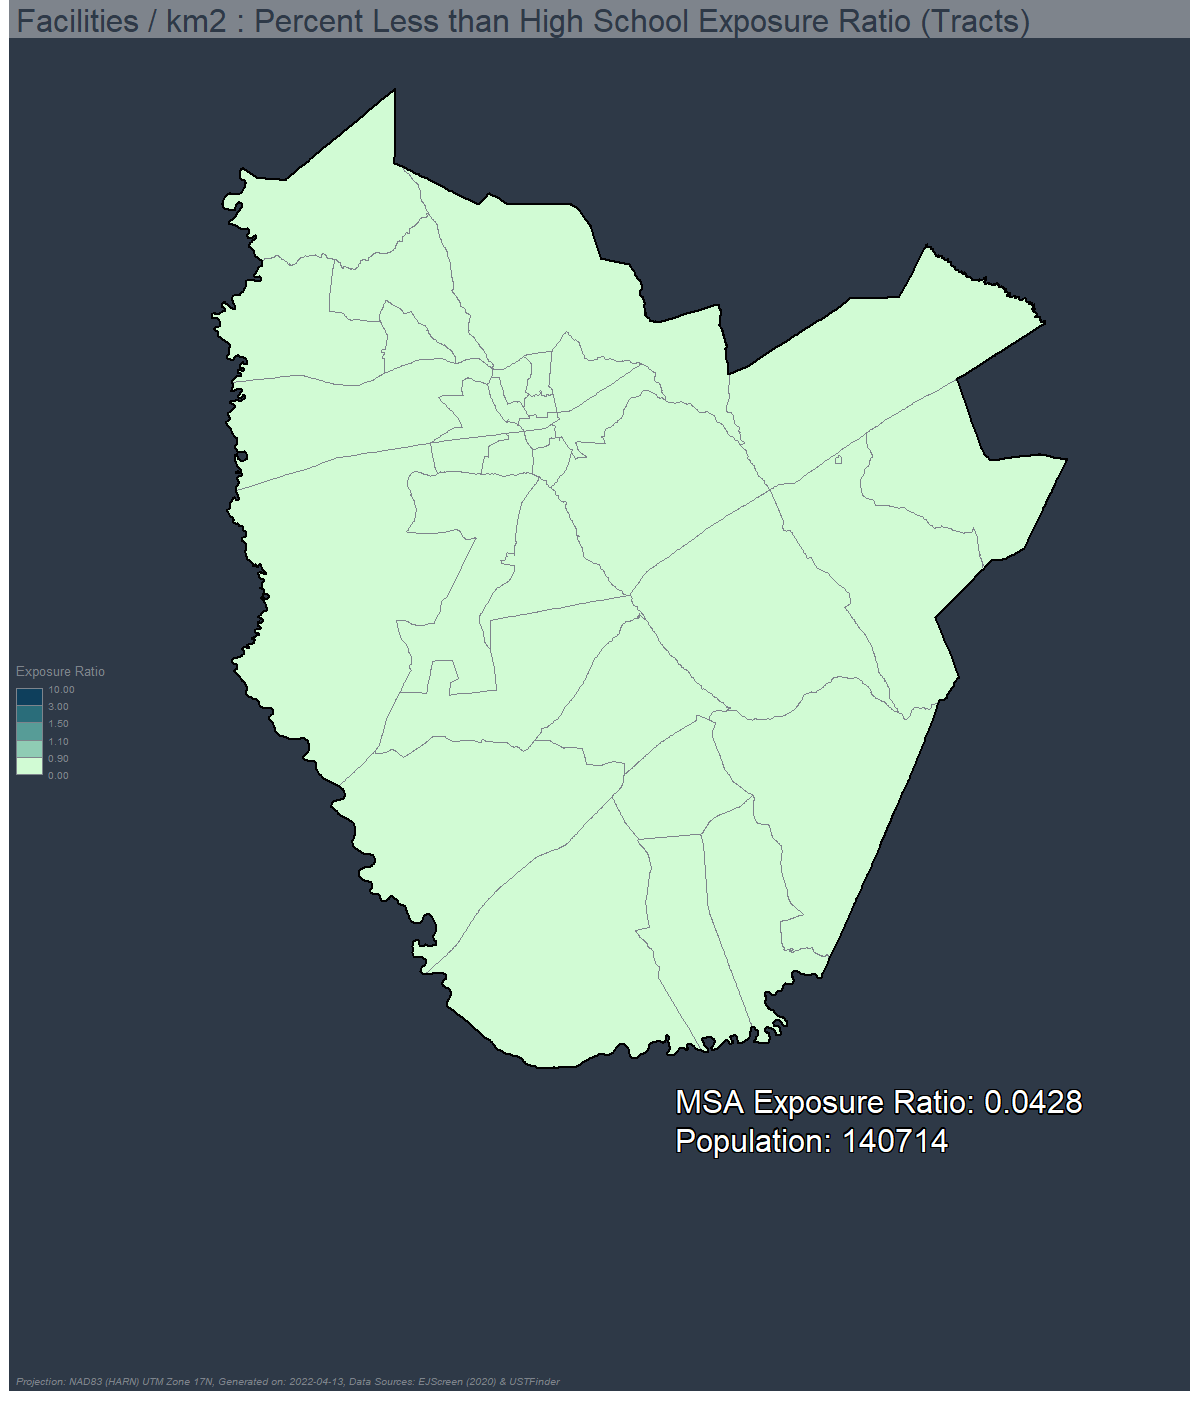 Facilities / km2 : Percent Less than High School Exposure Ratio (Tracts)
Exposure Ratio
10.00
3.00
1.50
1.10
0.90
0.00
MSA Exposure Ratio: 0.0428
Population: 140714
Projection: NAD83 (HARN) UTM Zone 17N, Generated on: 2022-04-13, Data Sources: EJScreen (2020) & USTFinder